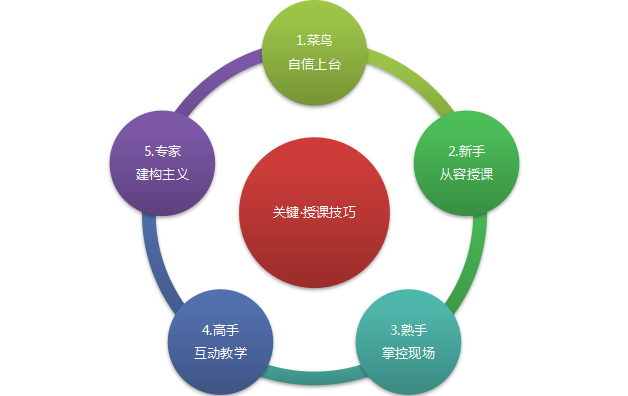 1.菜鸟
自信上台
2.新手
从容授课
3.熟手
掌控现场
4.高手
互动教学
5.专家
建构主义
关键·授课技巧